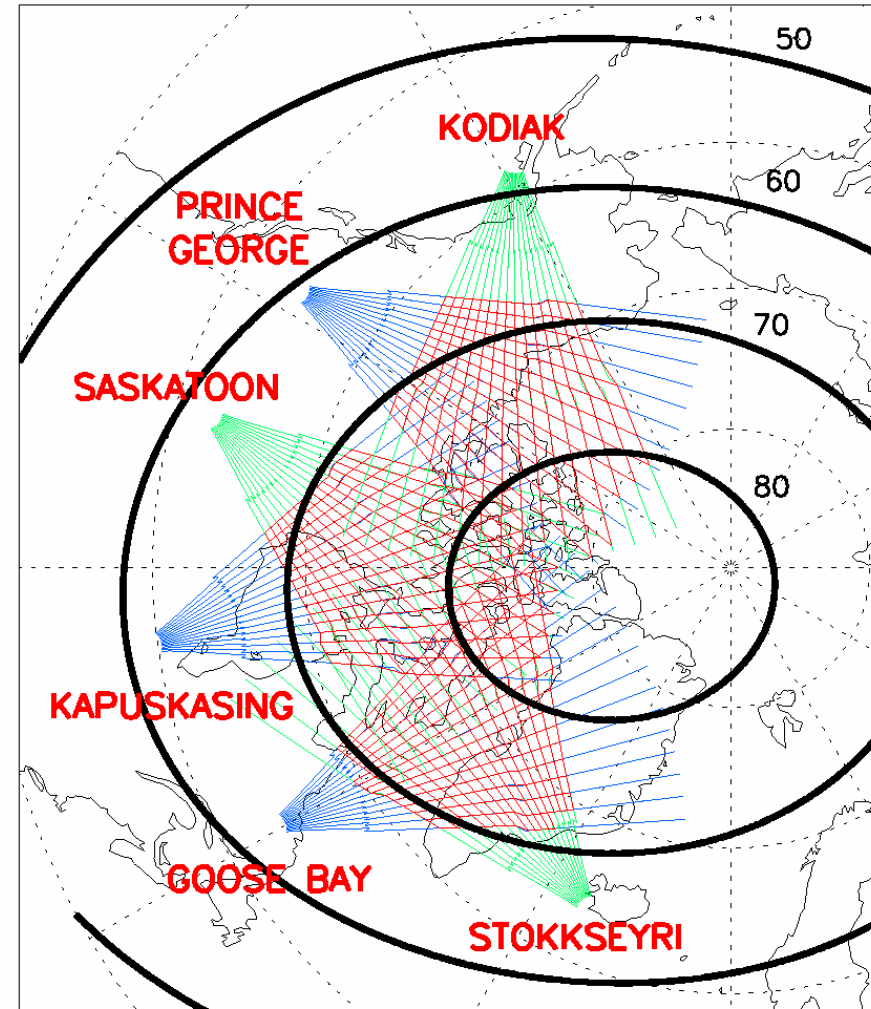 50
KODIAK
60
PRINCE
GEORGE
70
SASKATOON
80
KAPUSKASING
GOOSE BAY
STOKKSEYRI